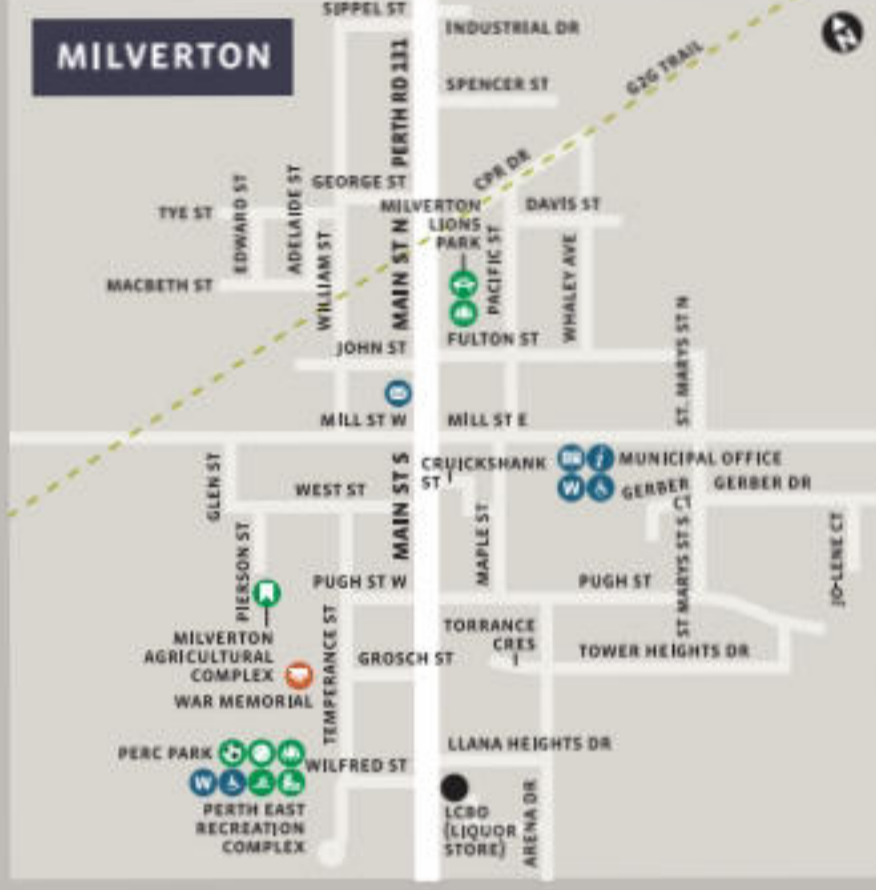 SIPPEL ST
MILVERTON
INDUSTRIAL DR
N
PERTH RD 131
SPENCER ST
G2G TRAIL
CPR DR
GEORGE ST
EDWARD ST
ADELAIDE ST
TYE ST
MILVERTON
LIONS
PARK
DAVIS ST
MAIN ST N
WILLIAM ST
PACIFIC ST
WHALEY AVE
MACBETH ST
JOHN ST
FULTON ST
ST. MARYS ST N
MILL ST W
MILL ST E
GLEN ST
MAIN ST S
CRUICKSHANK
ST
MUNICIPAL OFFICE
i
W
GERBER
CT
GERBER DR
WEST ST
PIERSON ST
MAPLE ST
ST MARYS ST S
JO-LENE CT
PUGH ST W
PUGH ST
MILVERTON
AGRICULTURAL
COMPLEX
WAR MEMORIAL
TEMPERANCE ST
TORRANCE
CRES
GROSCH ST
TOWER HEIGHTS DR
PERC PARK
W
WILFRED ST
LLANA HEIGHTS DR
PERTH EAST
RECREATION
COMPLEX
LCBO
(LIQUOR
STORE)
ARENA DR